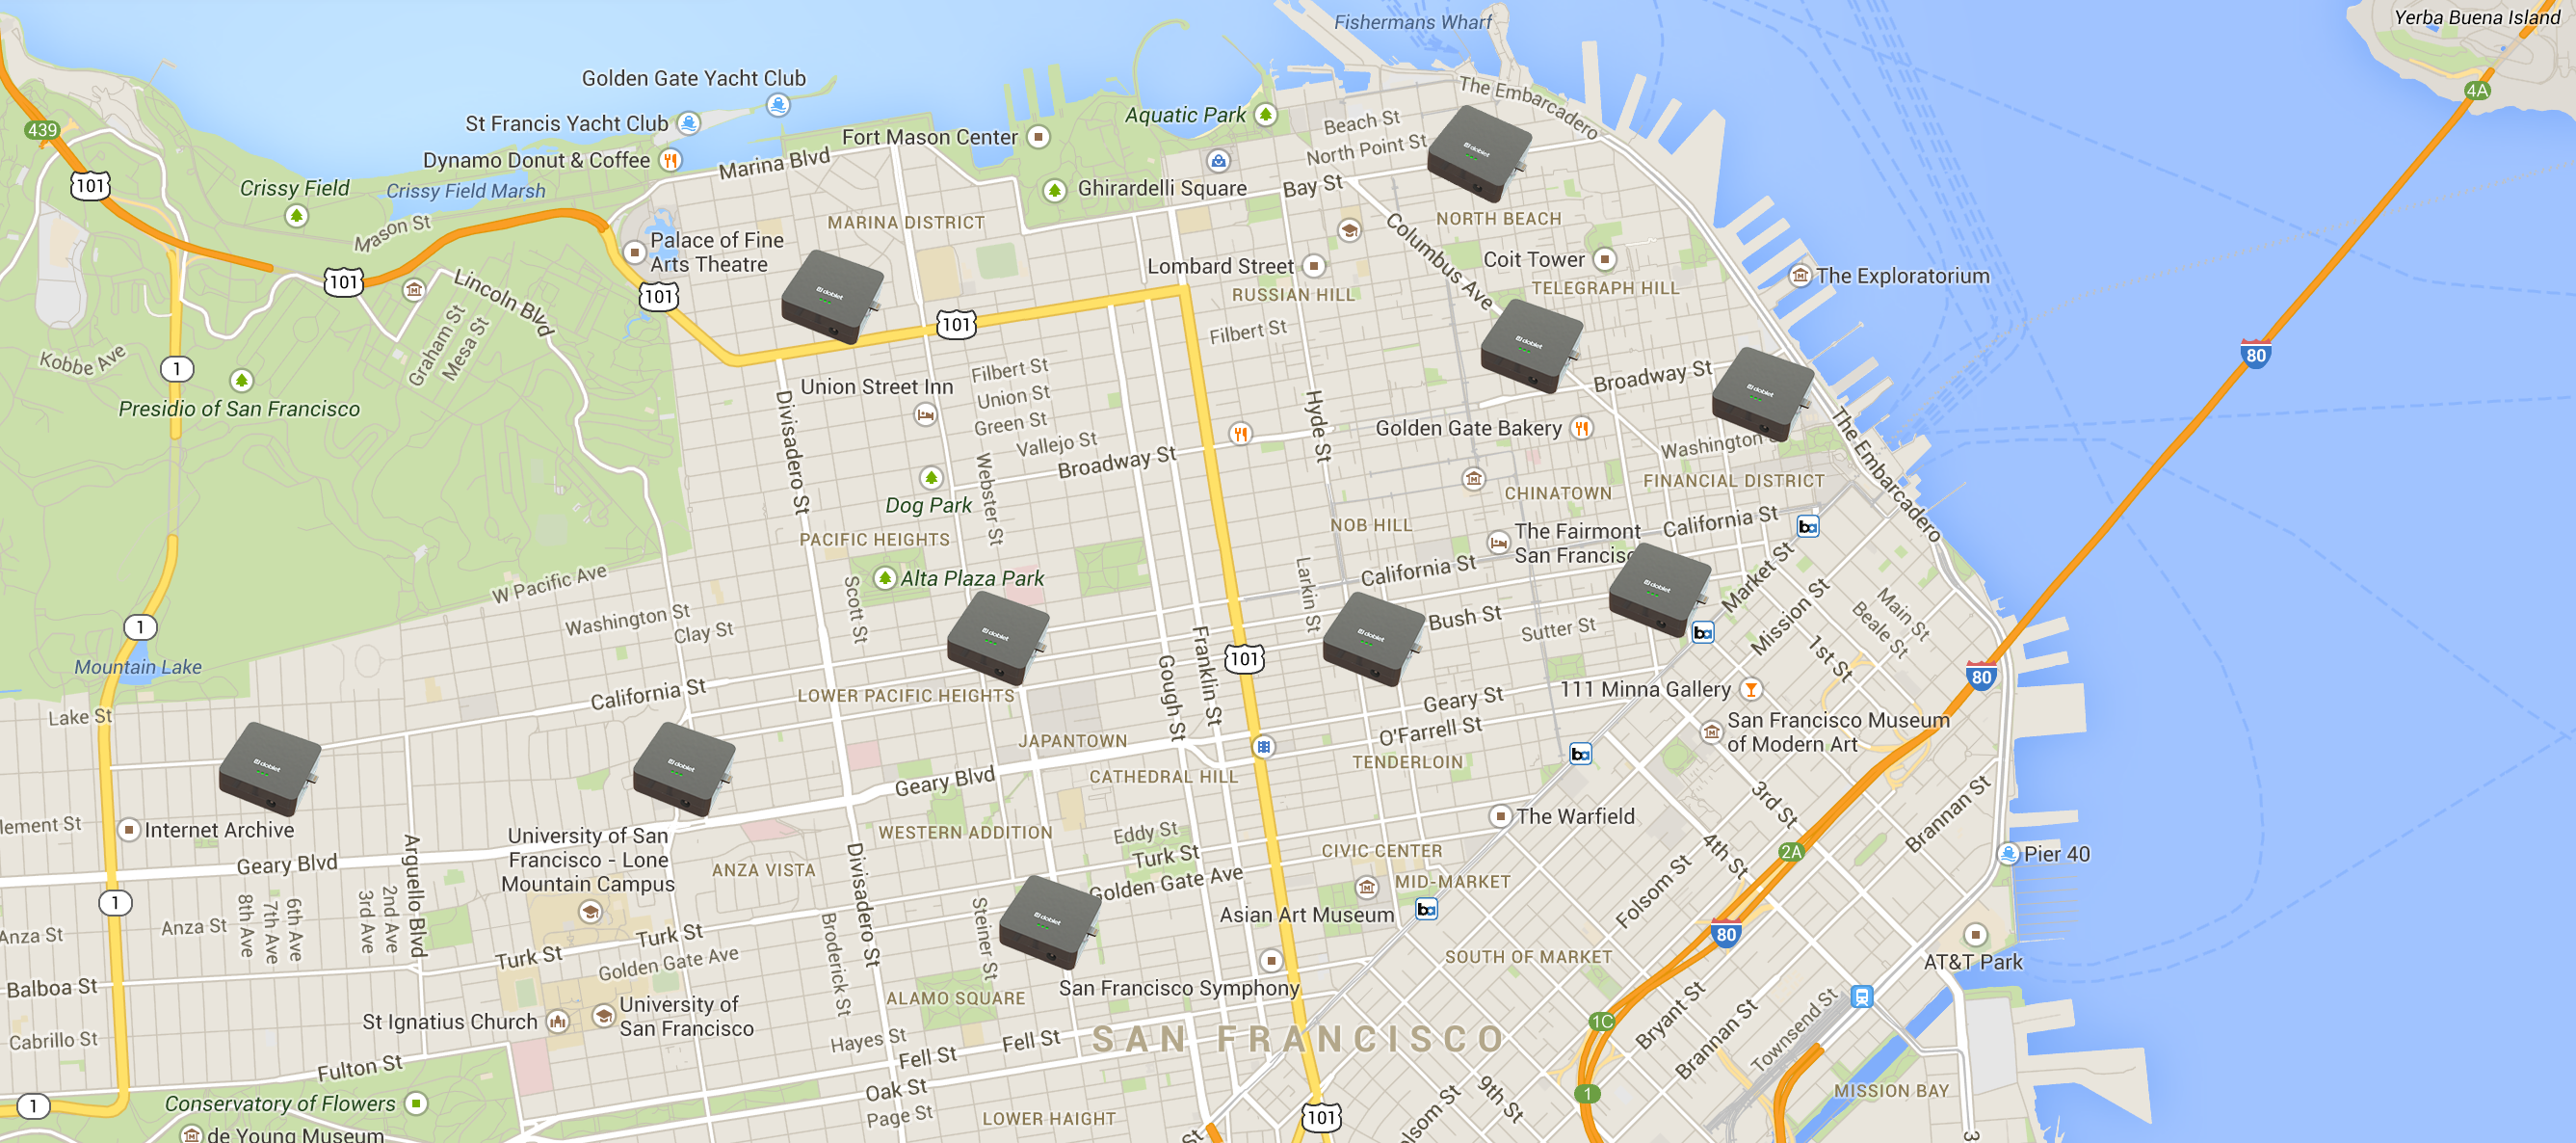 Fishermans Wharf
Yerba Buena Island
4A
Golden Gate Yacht Club
The Embarcadero
St Francis Yacht Club
Aquatic Park
Beach St
439
Fort Mason Center
North Point St
Dynamo Donut & Coffee
Marina Blvd
doblet
101
Crissy Field
Crissy Field Marsh
Ghirardelli Square
Bay St
Mason St
MARINA DISTRICT
NORTH BEACH
Columbus Ave
Palace of Fine
Arts Theatre
Lombard Street
Coit Tower
The Exploratorium
101
101
Lincoln Blvd
doblet
RUSSIAN HILL
TELEGRAPH HILL
Graham St
Mesa St
101
Filbert St
doblet
80
Kobbe Ave
1
Filbert St
Broadway St
doblet
Presidio of San Francisco
Union Street Inn
Union St
Green St
Divisadero St
Hyde St
Golden Gate Bakery
Vallejo St
Washington
The Embarcadero
Broadway St
Webster St
Dog Park
CHINATOWN
FINANCIAL DISTRICT
PACIFIC HEIGHTS
NOB HILL
The Fairmont
San Francisc
California St
ba
W Pacific Ave
Scott St
Alta Plaza Park
Larkin St
California St
doblet
Market St
Mission St
Main St
Beale St
1st St
1
Washington St
Clay St
doblet
doblet
Bush St
Sutter St
ba
Mountain Lake
101
80
Lake St
California St
LOWER PACIFIC HEIGHTS
Gough St
Franklin St
Geary St
111 Minna Gallery
O'Farrell St
San Francisco Museum
of Modern Art
doblet
doblet
JAPANTOWN
Geary Blvd
CATHEDRAL HILL
TENDERLOIN
ba
3rd St
Brannan St
lement St
Internet Archive
University of San
Francisco - Lone
Mountain Campus
WESTERN ADDITION
Eddy St
Turk St
The Warfield
Geary Blvd
Arguello Blvd
ANZA VISTA
Divisadero St
Golden Gate Ave
CIVIC CENTER
MID-MARKET
4th St
2A
Pier 40
1
8th Ave
7th Ave
6th Ave
3rd Ave
2nd Ave
Anza St
Anza St
Turk St
Turk St
Golden Gate Ave
Broderick St
Steiner St
doblet
Asian Art Museum
ba
Folsom St
80
SOUTH OF MARKET
AT&T Park
Balboa St
San Francisco Symphony
ALAMO SQUARE
University of
San Francisco
St Ignatius Church
Bryant St
Brannan St
Townsend St
1C
Cabrillo St
Hayes St
Fell St
Fell St
SAN FRANCISCO
Fulton St
Oak St
Page St
1
Conservatory of Flowers
LOWER HAIGHT
101
olsom St
9th St
1
MISSION BAY
de Young Museum
St
3